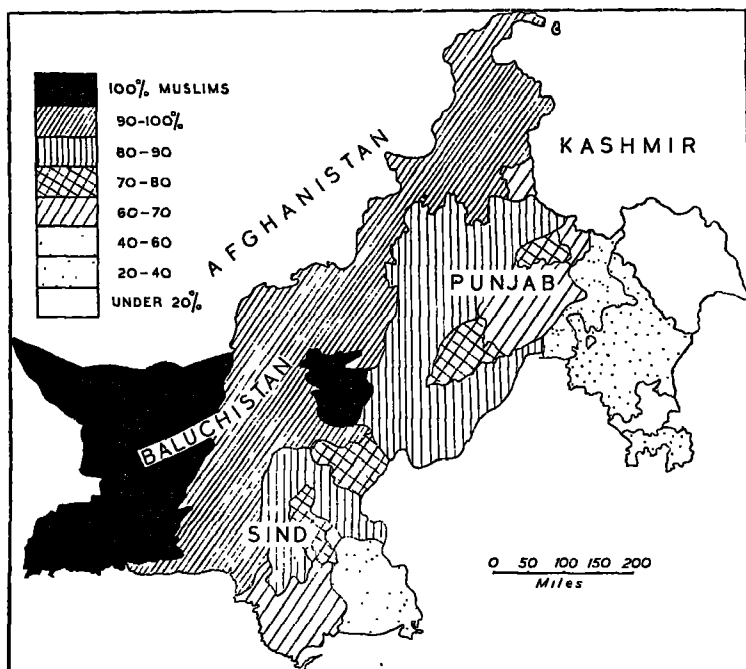 100% MUSLIMS
90-100%
80-90
70-80
60-70
40-60
20-40
UNDER 20%
AFGHANISTAN
KASHMIR
PUNJAB
BALUCHISTAN
SIND
0 50 100 150 200
Miles